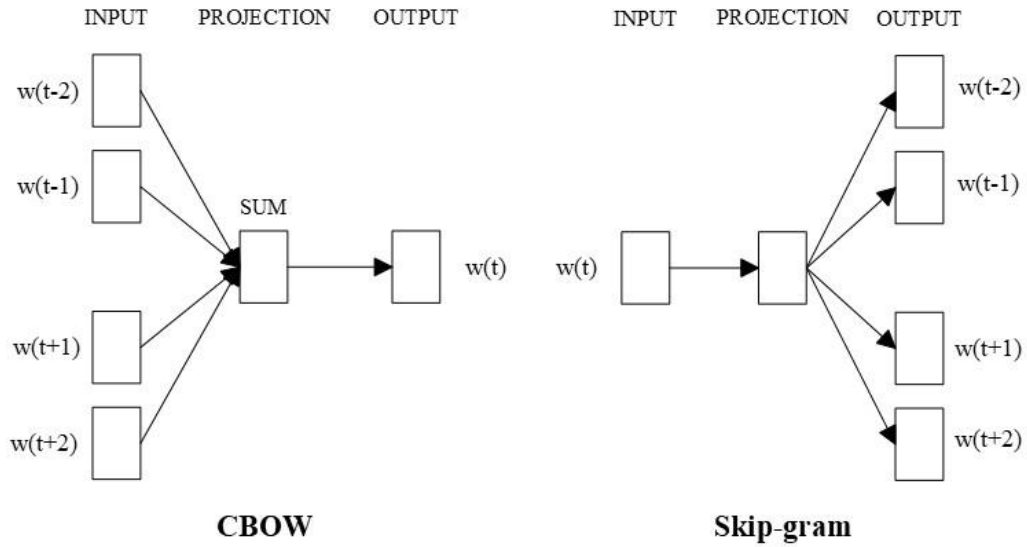 INPUT PROJECTION OUTPUT
w(t-2)
w(t-1)
SUM
w(t)
w(t+1)
w(t+2)
CBOW
INPUT PROJECTION OUTPUT
w(t-2)
w(t-1)
w(t)
w(t+1)
w(t+2)
Skip-gram